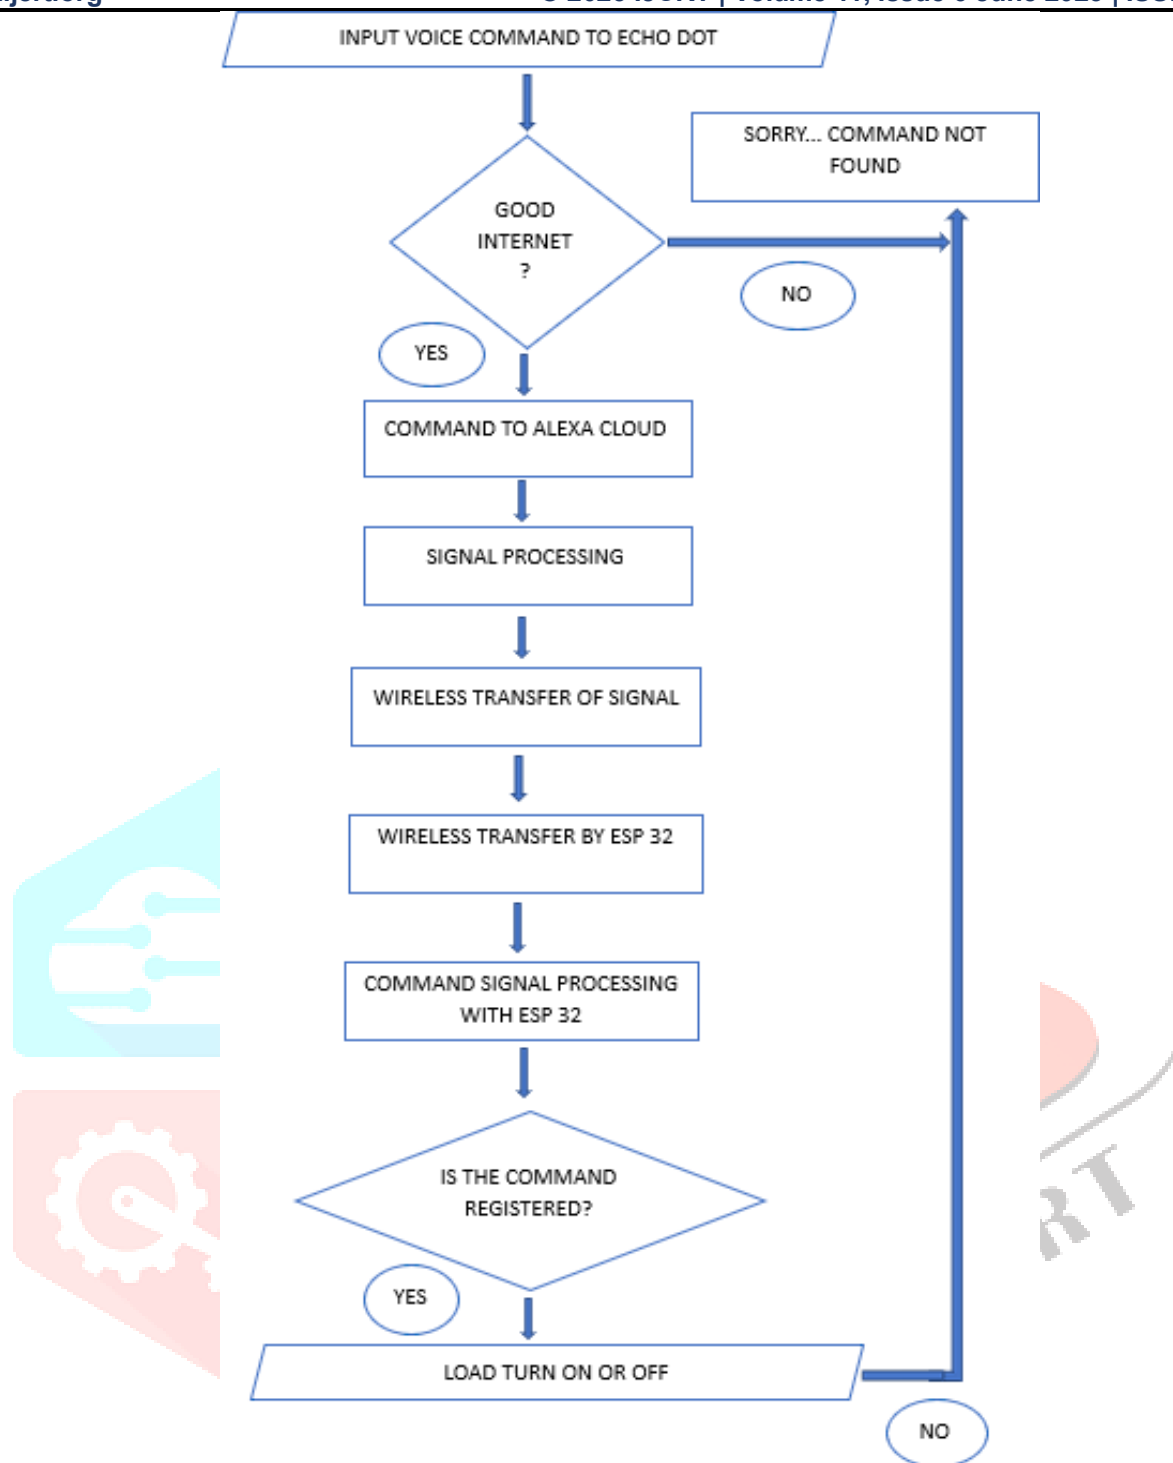 INPUT VOICE COMMAND TO ECHO DOT
SORRY... COMMAND NOT
FOUND
GOOD
INTERNET
?
NO
YES
COMMAND TO ALEXA CLOUD
SIGNAL PROCESSING
WIRELESS TRANSFER OF SIGNAL
WIRELESS TRANSFER BY ESP 32
COMMAND SIGNAL PROCESSING
WITH ESP 32
IS THE COMMAND
REGISTERED?
YES
LOAD TURN ON OR OFF
NO
RT